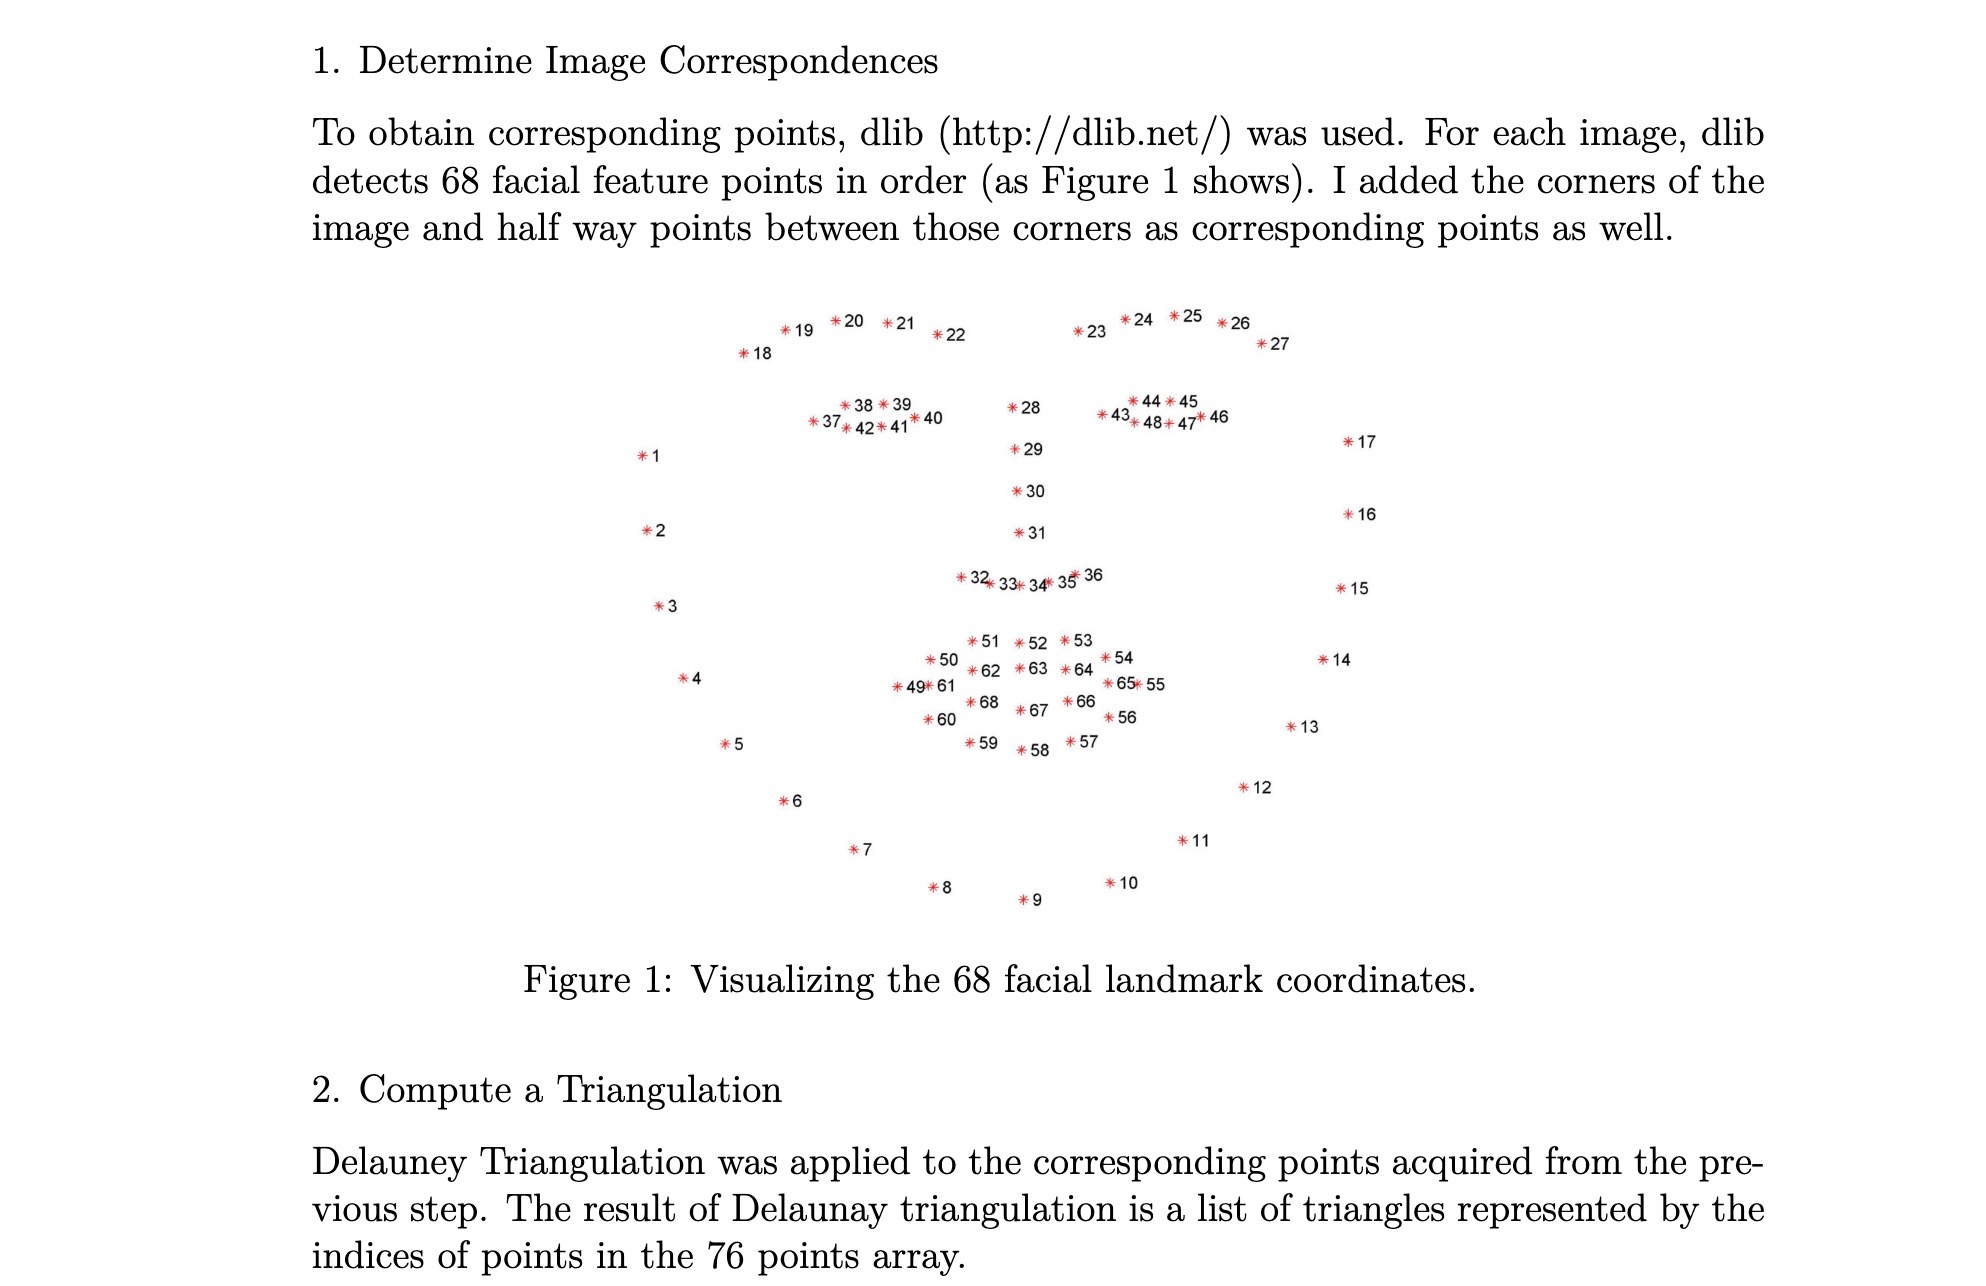 1. Determine Image Correspondences
To obtain corresponding points, dlib (http://dlib.net/) was used. For each image, dlib
detects 68 facial feature points in order (as Figure 1 shows). I added the corners of the
image and half way points between those corners as corresponding points as well.
19 20 21 22 23 24 25 26
18 27
38 39 28 44 45
37 42 41 40 43 48 47 46
1 29 17
2 30 16
31
32 33 34 35 36
3 15
51 52 53
50 62 63 64 54 14
4 49 61 65 55
68 67 66
60 56 13
5 59 58 57
6 12
7 11
8 9 10
Figure 1: Visualizing the 68 facial landmark coordinates.
2. Compute a Triangulation
Delauney Triangulation was applied to the corresponding points acquired from the pre-
vious step. The result of Delaunay triangulation is a list of triangles represented by the
indices of points in the 76 points array.